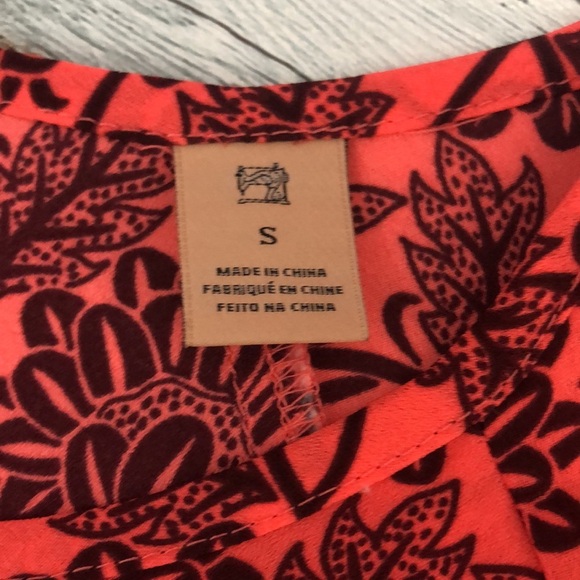 S
MADE IN CHINA
FABRIQUÉ EN CHINE
FEITO NA CHINA